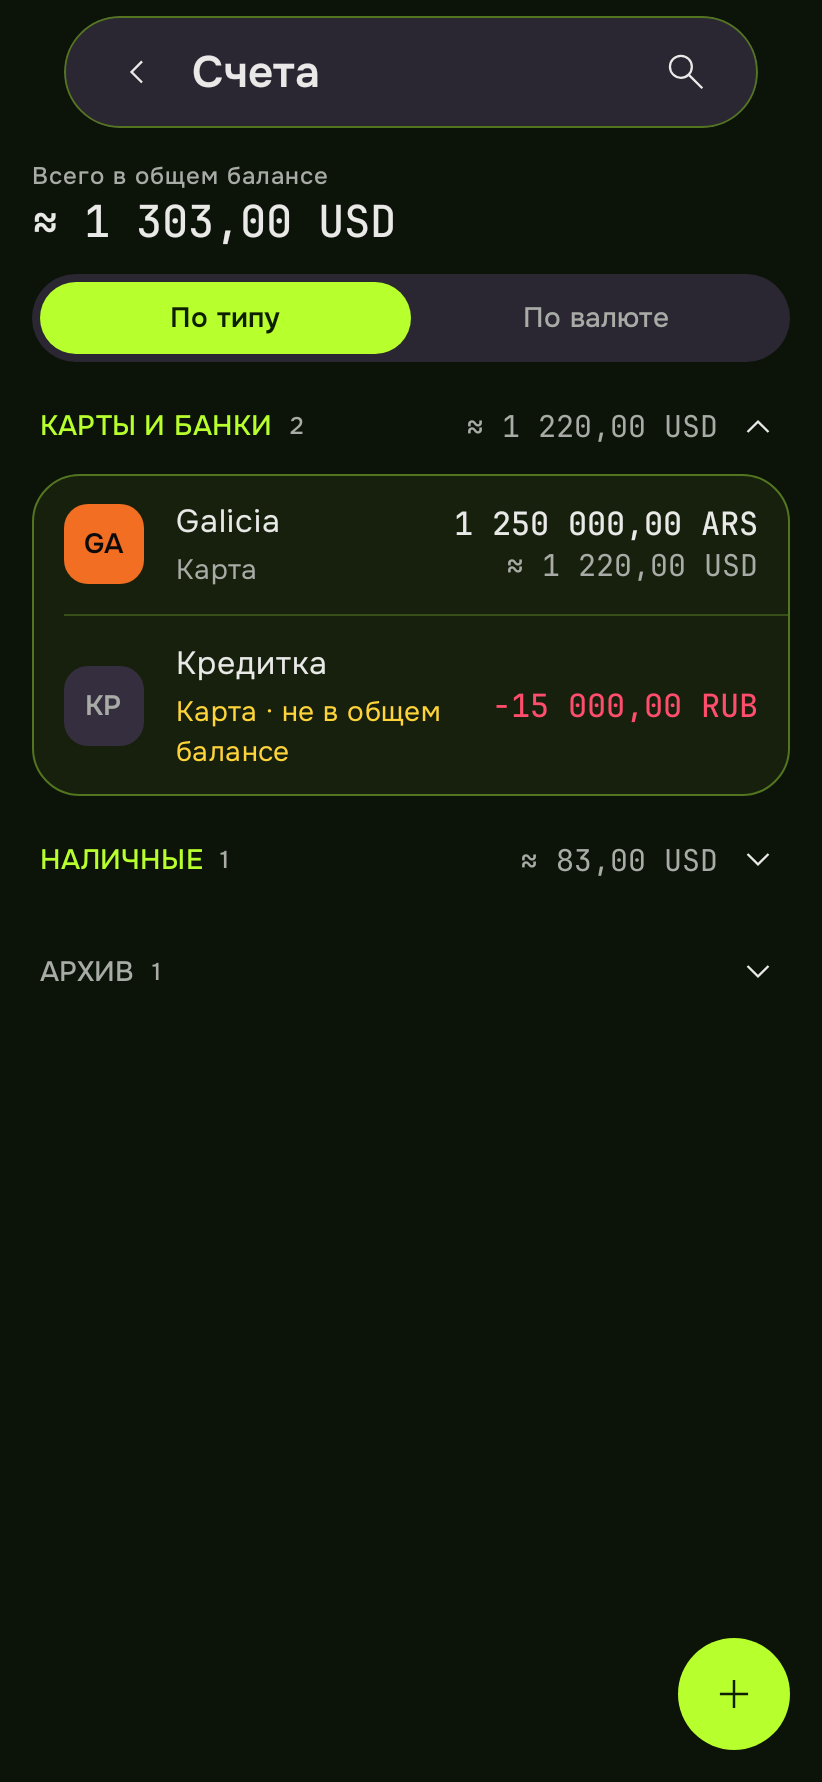 Счета
Всего в общем балансе
≈ 1 303,00 USD
По типу
По валюте
КАРТЫ И БАНКИ 2 ≈ 1 220,00 USD
GA
Galicia
1 250 000,00 ARS
Карта
≈ 1 220,00 USD
КР
Кредитка
Карта · не в общем
балансе
-15 000,00 RUB
НАЛИЧНЫЕ 1 ≈ 83,00 USD
АРХИВ 1